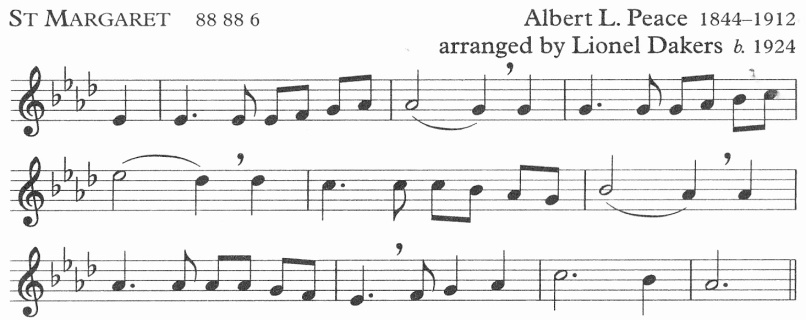 ST MARGARET 88 88 6
Albert L. Peace 1844–1912
arranged by Lionel Dakers b. 1924